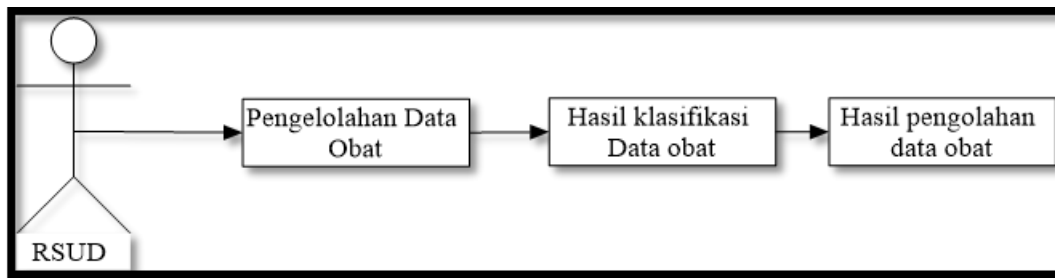 Pengelolahan Data
Obat
Hasil klasifikasi
Data obat
Hasil pengolahan
data obat
RSUD